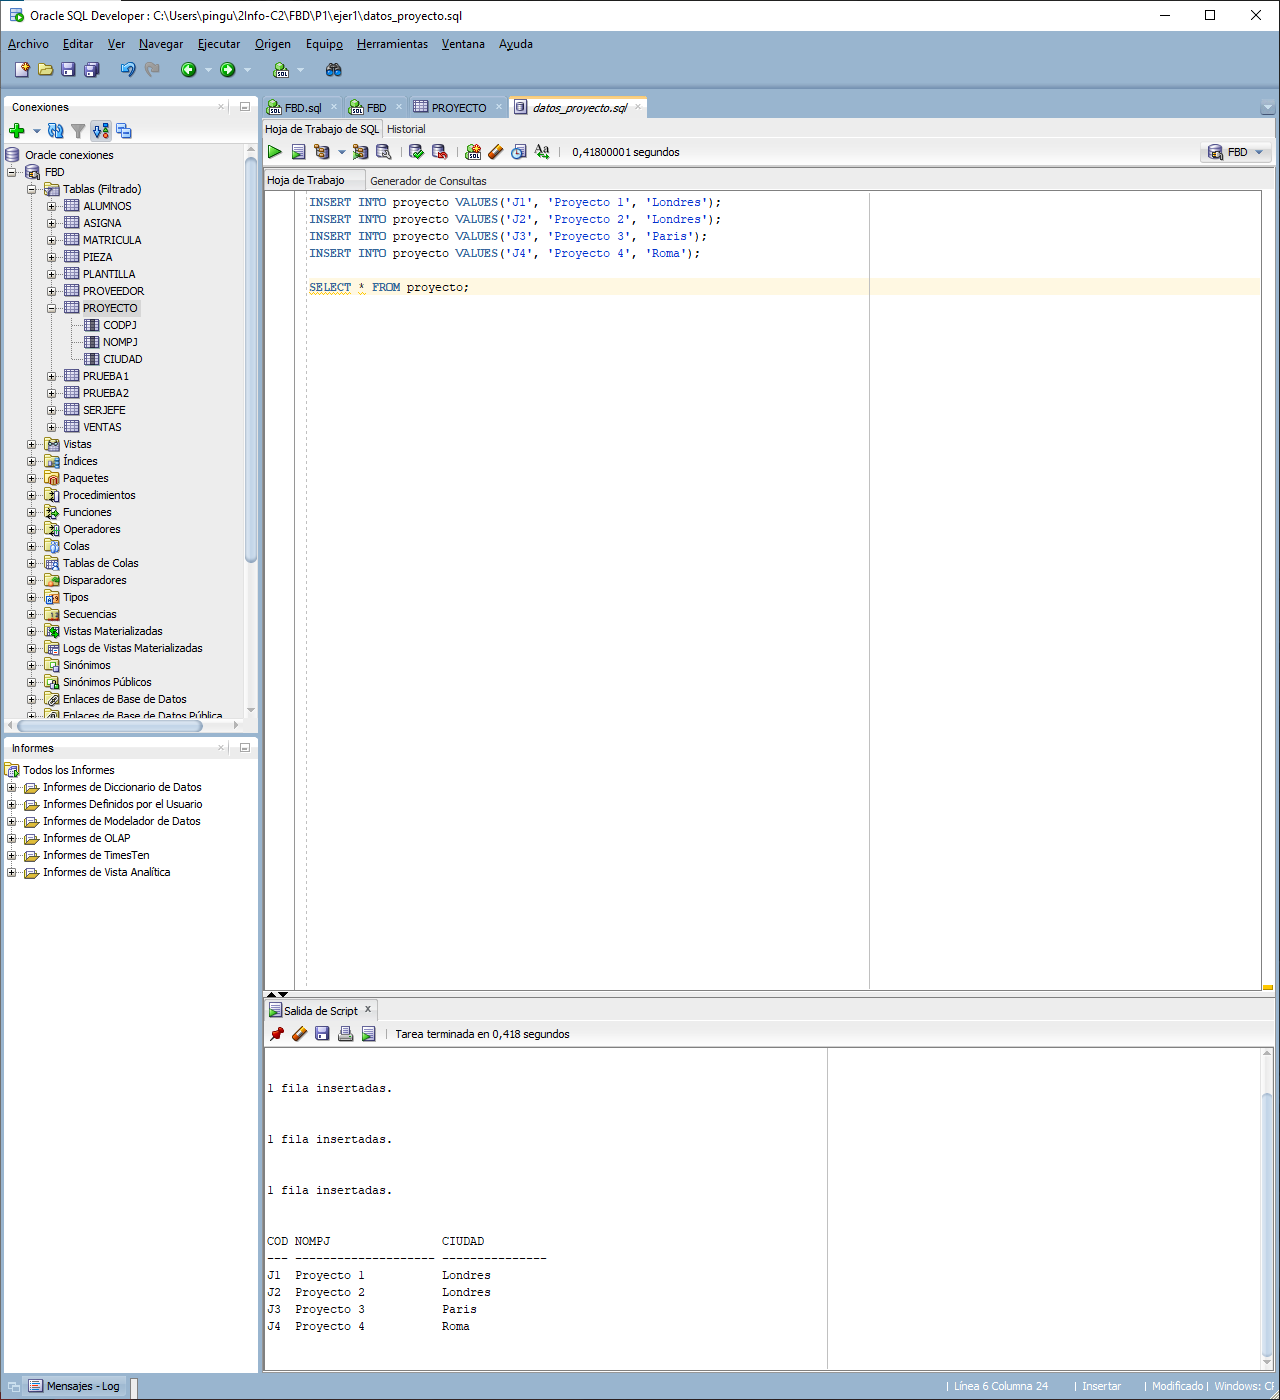 Oracle SQL Developer : C:\Users\pingu\2Info-C2\FBD\P1\ejer1\datos_proyecto.sql
Archivo Editar Ver Navegar Ejecutar Origen Equipo Herramientas Ventana Ayuda
Conexiones
Oracle conexiones
FBD
Tablas (Filtrado)
ALUMNOS
ASIGNA
MATRICULA
PIEZA
PLANTILLA
PROVEEDOR
PROYECTO
CODPJ
NOMPJ
CIUDAD
PRUEBA1
PRUEBA2
SERJEFE
VENTAS
Vistas
Índices
Paquetes
Procedimientos
Funciones
Operadores
Colas
Tablas de Colas
Disparadores
Tipos
Secuencias
Vistas Materializadas
Logs de Vistas Materializadas
Sinónimos
Sinónimos Públicos
Enlaces de Base de Datos
Enlaces de Base de Datos Pública
Informes
Todos los Informes
Informes de Diccionario de Datos
Informes Definidos por el Usuario
Informes de Modelador de Datos
Informes de OLAP
Informes de TimesTen
Informes de Vista Analítica
FBD.sql FBD PROYECTO datos_proyecto.sql
Hoja de Trabajo de SQL Historial
0,41800001 segundos FBD
Hoja de Trabajo Generador de Consultas
INSERT INTO proyecto VALUES('J1', 'Proyecto 1', 'Londres');
INSERT INTO proyecto VALUES('J2', 'Proyecto 2', 'Londres');
INSERT INTO proyecto VALUES('J3', 'Proyecto 3', 'Paris');
INSERT INTO proyecto VALUES('J4', 'Proyecto 4', 'Roma');
SELECT * FROM proyecto;
Salida de Script
Tarea terminada en 0,418 segundos
1 fila insertadas.
1 fila insertadas.
1 fila insertadas.
COD NOMPJ CIUDAD
--- -------------------- ---------------
J1 Proyecto 1 Londres
J2 Proyecto 2 Londres
J3 Proyecto 3 Paris
J4 Proyecto 4 Roma
Mensajes - Log
Línea 6 Columna 24 | Insertar | Modificado | Windows: